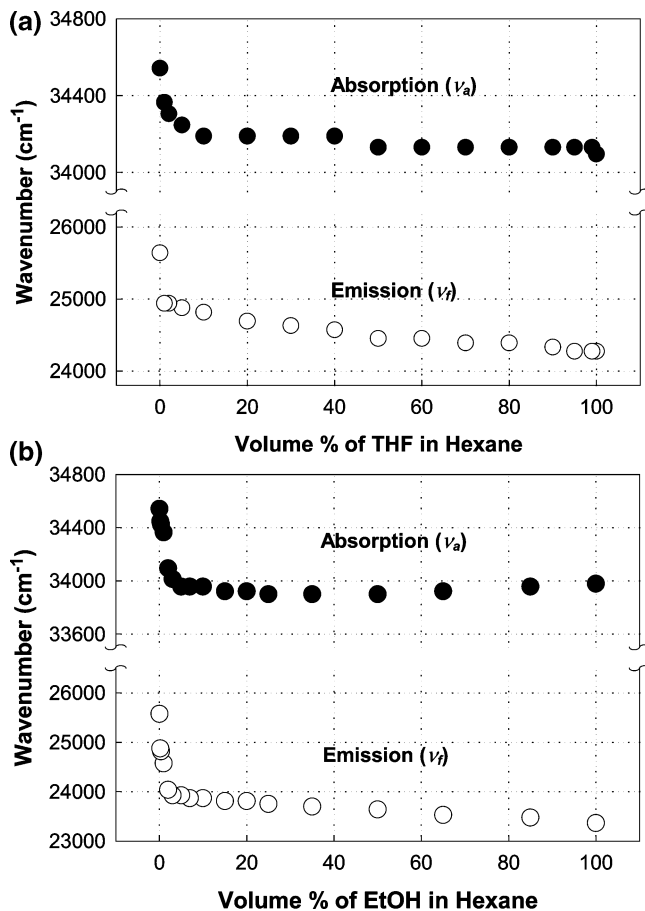 (a)
34800
34400
34000
26000
25000
24000
Wavenumber (cm-1)
Absorption (νa)
Emission (νf)
0 20 40 60 80 100
Volume % of THF in Hexane
(b)
34800
34400
34000
33600
26000
25000
24000
23000
Wavenumber (cm-1)
Absorption (νa)
Emission (νf)
0 20 40 60 80 100
Volume % of EtOH in Hexane